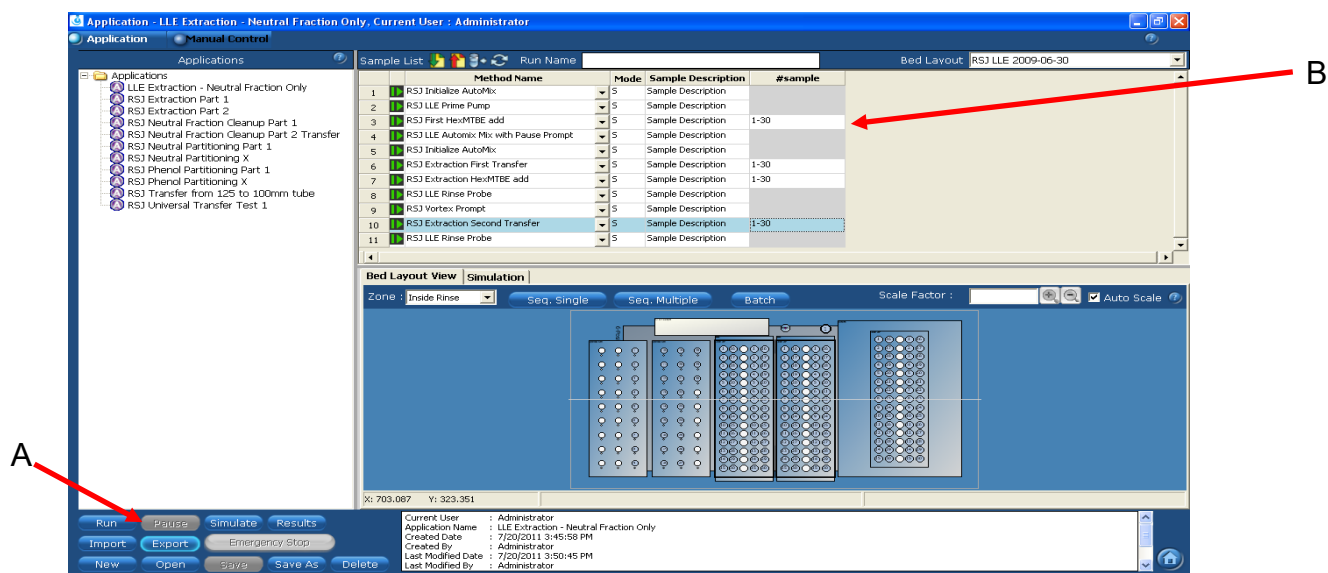 Application - LLE Extraction - Neutral Fraction Only, Current User : Administrator
Application Manual Control
Applications
Applications
LLE Extraction - Neutral Fraction Only
RSJ Extraction Part 1
RSJ Extraction Part 2
RSJ Neutral Fraction Cleanup Part 1
RSJ Neutral Fraction Cleanup Part 2 Transfer
RSJ Neutral Partitioning Part 1
RSJ Neutral Partitioning X
RSJ Phenol Partitioning Part 1
RSJ Phenol Partitioning X
RSJ Transfer from 125 to 100mm tube
RSJ Universal Transfer Test 1
Sample List Run Name Bed Layout RSJ LLE 2009-06-30
Method Name Mode Sample Description #sample
1 RSJ Initialize AutoMix S Sample Description
2 RSJ LLE Prime Pump S Sample Description
3 RSJ First HexMTBE add S Sample Description 1-30
4 RSJ LLE Automix Mix with Pause Prompt S Sample Description
5 RSJ Initialize AutoMix S Sample Description
6 RSJ Extraction First Transfer S Sample Description 1-30
7 RSJ Extraction HexMTBE add S Sample Description 1-30
8 RSJ LLE Rinse Probe S Sample Description
9 RSJ Vortex Prompt S Sample Description
10 RSJ Extraction Second Transfer S Sample Description 1-30
11 RSJ LLE Rinse Probe S Sample Description
B
Bed Layout View Simulation
Zone : Inside Rinse Seq. Single Seq. Multiple Batch Scale Factor : Auto Scale
X: 703.087 Y: 323.351
A
Run Pause Simulate Results
Import Export Emergency Stop
New Open Save Save As Delete
Current User : Administrator
Application Name : LLE Extraction - Neutral Fraction Only
Created Date : 7/20/2011 3:45:58 PM
Created By : Administrator
Last Modified Date : 7/20/2011 3:50:45 PM
Last Modified By : Administrator